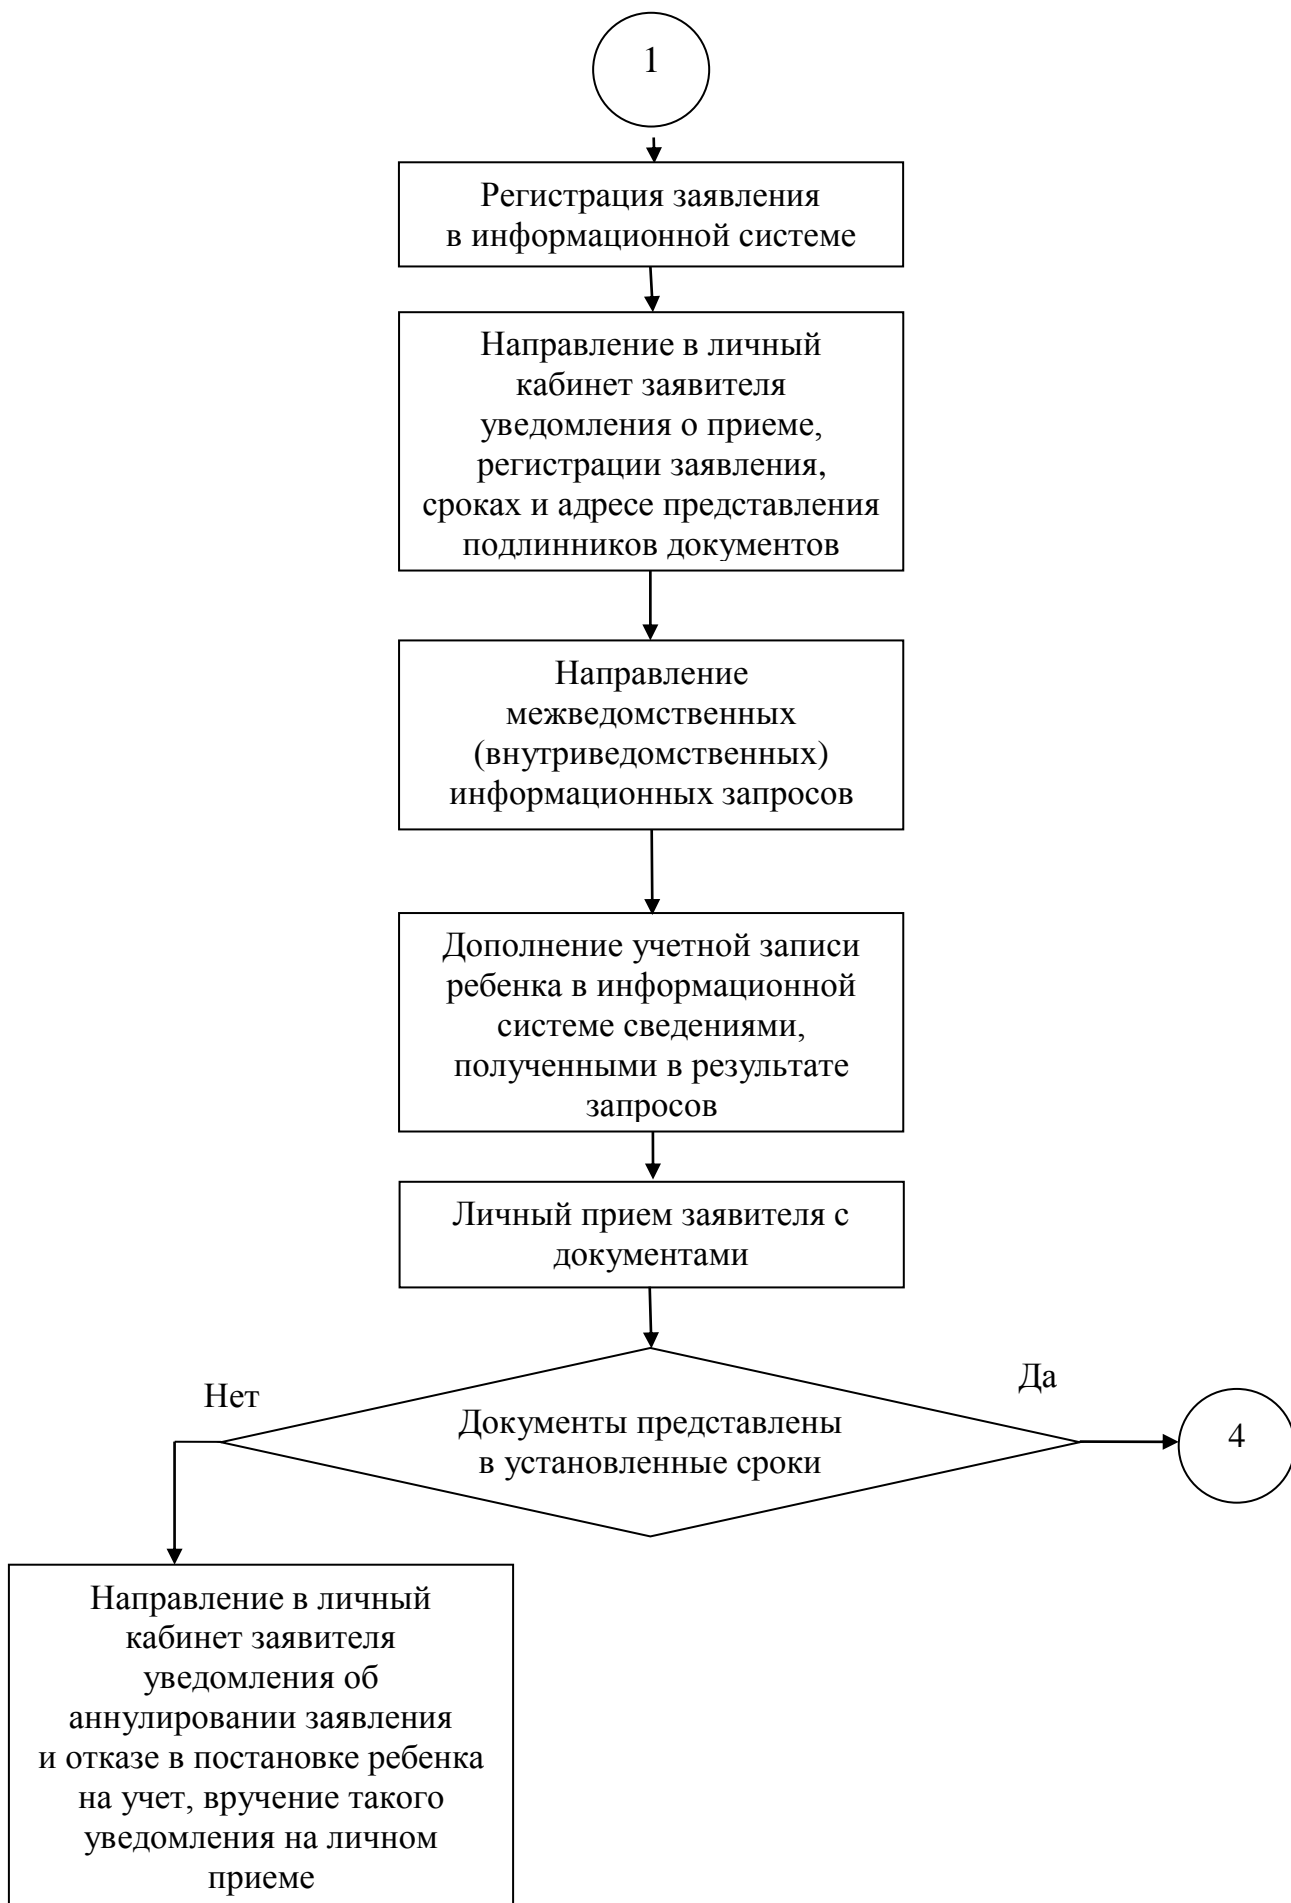 1
Регистрация заявления
в информационной системе
Направление в личный
кабинет заявителя
уведомления о приеме,
регистрации заявления,
сроках и адресе представления
подлинников документов
Направление
межведомственных
(внутриведомственных)
информационных запросов
Дополнение учетной записи
ребенка в информационной
системе сведениями,
полученными в результате
запросов
Личный прием заявителя с
документами
Нет
Да
Документы представлены
в установленные сроки
4
Направление в личный
кабинет заявителя
уведомления об
аннулировании заявления
и отказе в постановке ребенка
на учет, вручение такого
уведомления на личном
приеме